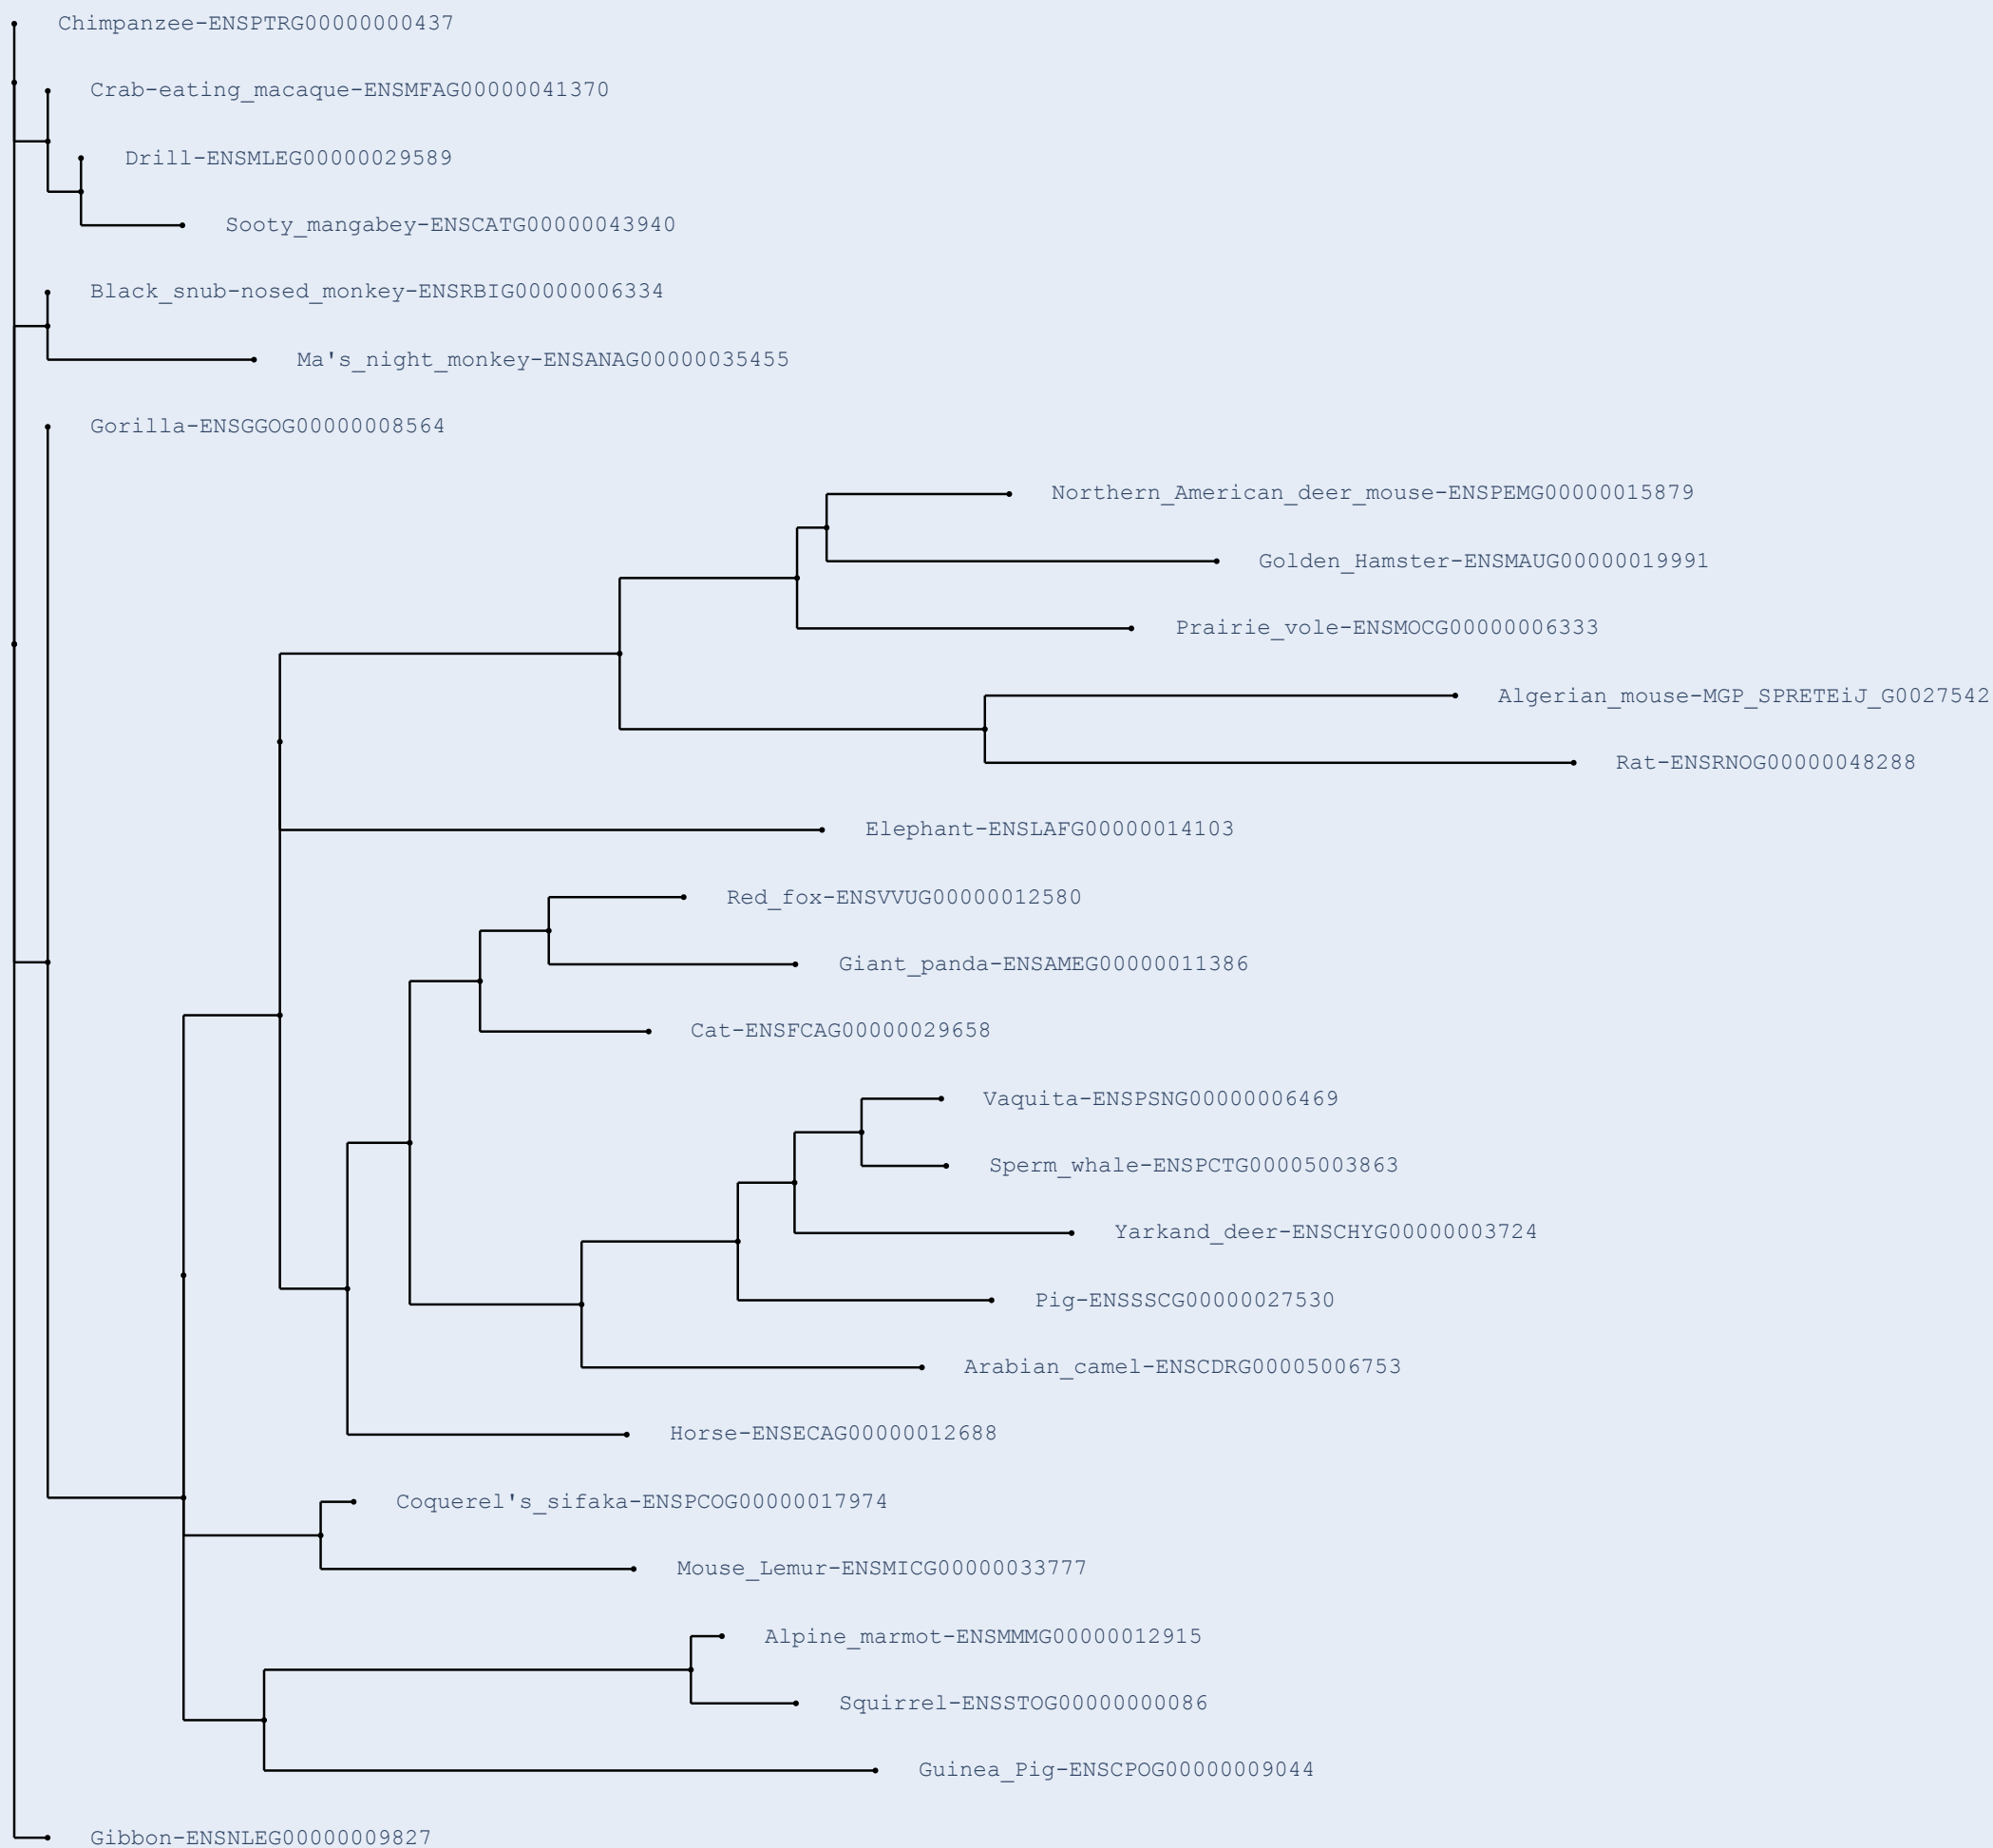 Chimpanzee-ENSPTRG00000000437
Crab-eating_macaque-ENSMFAG00000041370
Drill-ENSMLEG00000029589
Sooty_mangabey-ENSCATG00000043940
Black_snub-nosed_monkey-ENSRBIG00000006334
Ma's_night_monkey-ENSANAG00000035455
Gorilla-ENSGGOG00000008564
Northern_American_deer_mouse-ENSPEMG00000015879
Golden_Hamster-ENSMAUG00000019991
Prairie_vole-ENSMOCG00000006333
Algerian_mouse-MGP_SPRETEiJ_G0027542
Rat-ENSRNOG00000048288
Elephant-ENSLAFG00000014103
Red_fox-ENSVVUG00000012580
Giant_panda-ENSAMEG00000011386
Cat-ENSFCAG00000029658
Vaquita-ENSPSNG00000006469
Sperm_whale-ENSPCTG00005003863
Yarkand_deer-ENSCHYG00000003724
Pig-ENSSSCG00000027530
Arabian_camel-ENSCDRG00005006753
Horse-ENSECAG00000012688
Coquerel's_sifaka-ENSPCOG00000017974
Mouse_Lemur-ENSMICG00000033777
Alpine_marmot-ENSMMMG00000012915
Squirrel-ENSSTOG00000000086
Guinea_Pig-ENSCPOG00000009044
Gibbon-ENSNLEG00000009827